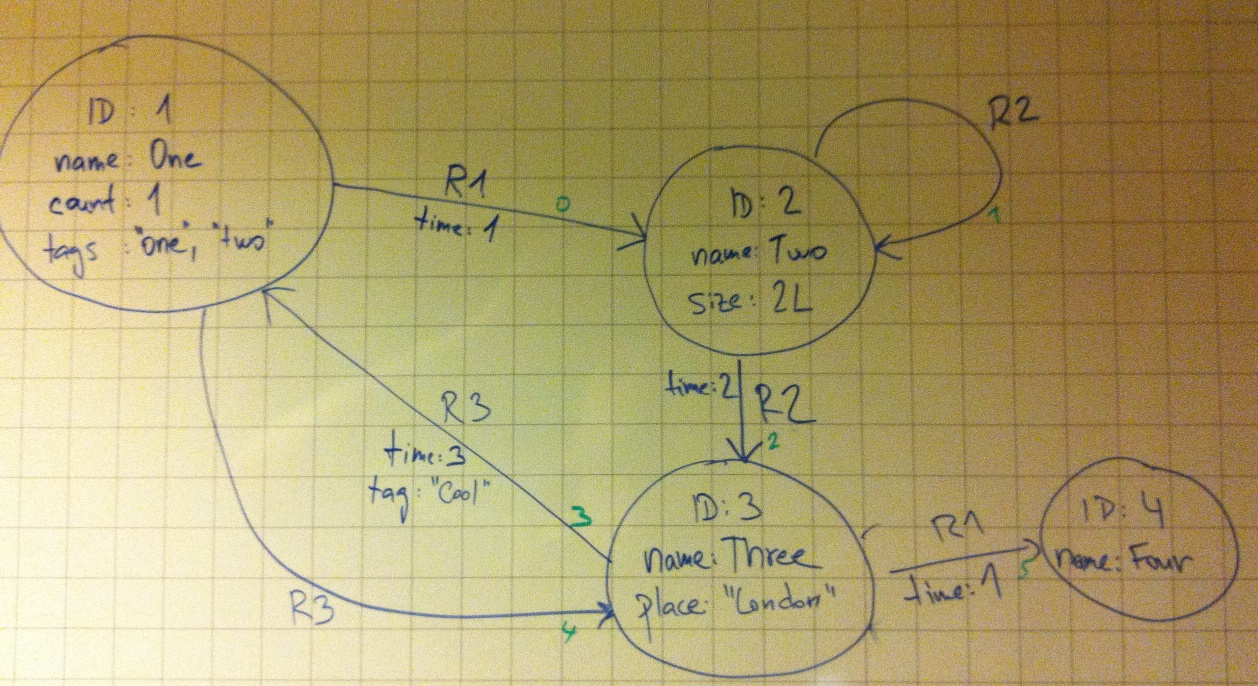 ID: 1
name: One
count: 1
tags: "one", "two"
R1
time: 1
0
ID: 2
name: Two
size: 2L
R2
1
time: 2
R2
2
R3
time: 3
tag: "Cool"
3
ID: 3
name: Three
place: "London"
R3
4
R1
time: 1
5
ID: 4
name: Four